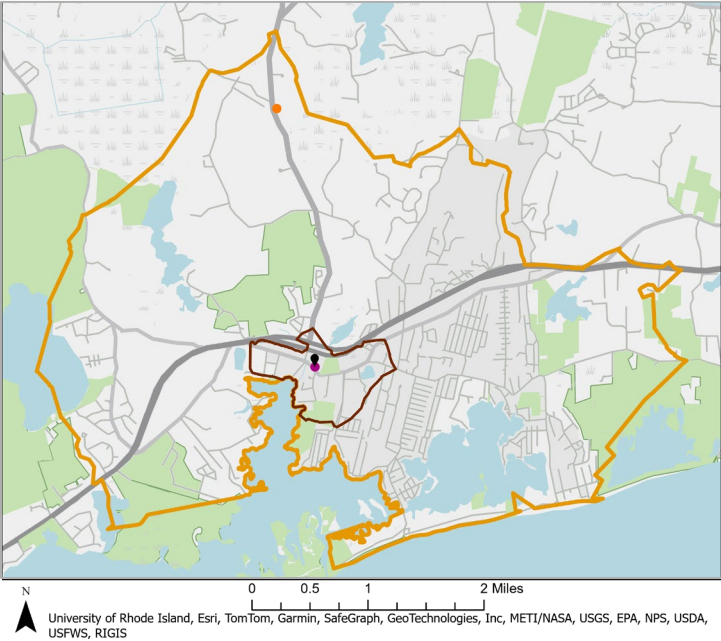 N
0 0.5 1 2 Miles
University of Rhode Island, Esri, TomTom, Garmin, SafeGraph, GeoTechnologies, Inc, METI/NASA, USGS, EPA, NPS, USDA,
USFWS, RIGIS